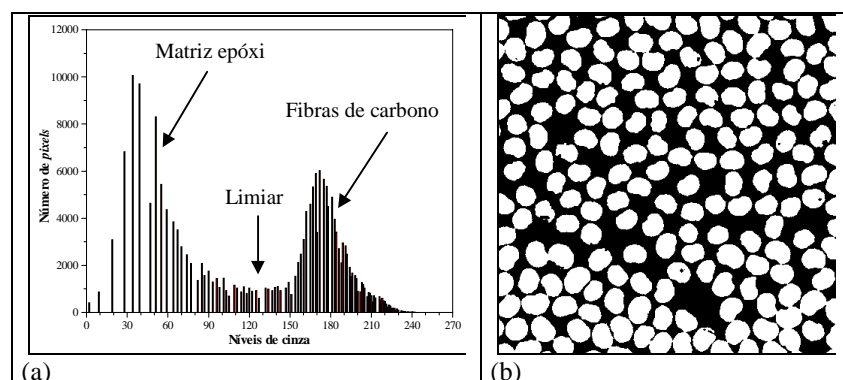 12000
10000
8000
6000
4000
2000
0
Número de pixels
Matriz epóxi
Fibras de carbono
Limiar
0 30 60 90 120 150 180 210 240 270
Níveis de cinza
(a)
(b)